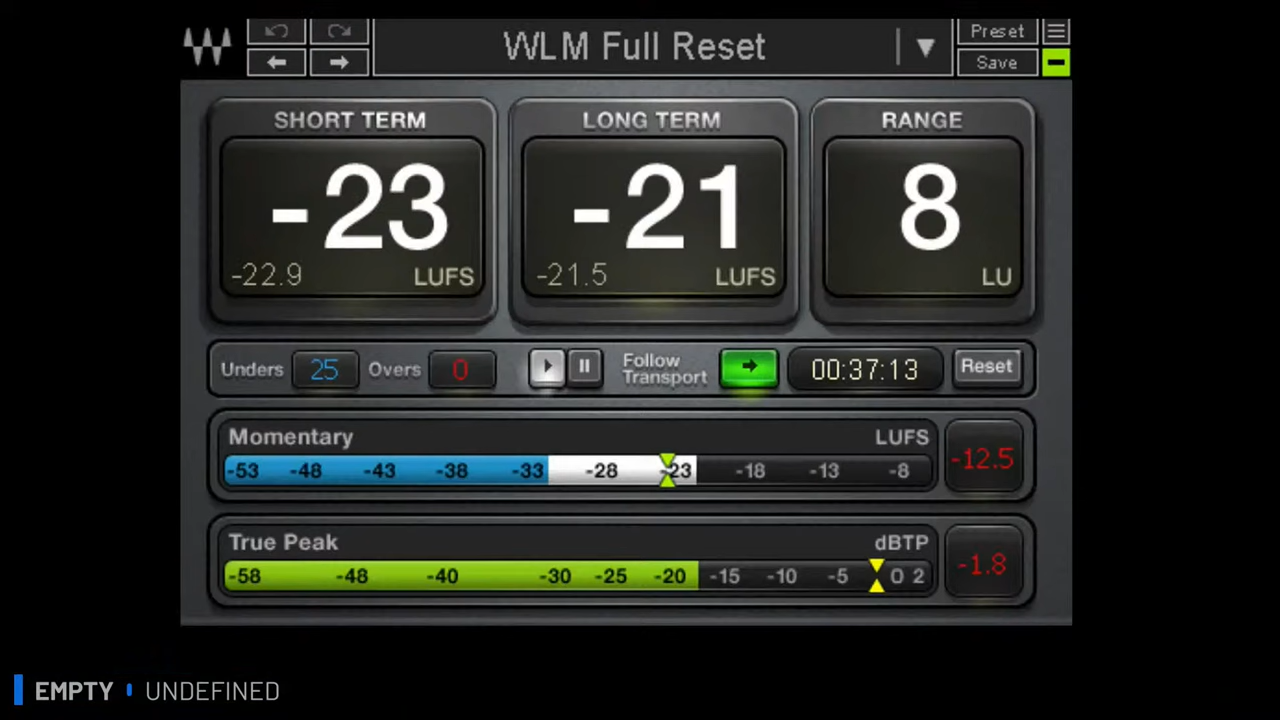 WLM Full Reset
Preset
Save
SHORT TERM
LONG TERM
RANGE
-23
-21
8
-22.9 LUFS
-21.5 LUFS
LU
Unders 25 Overs 0
Follow
Transport
00:37:13
Reset
Momentary
LUFS
-53 -48 -43 -38 -33 -28 -23 -18 -13 -8
-12.5
True Peak
dBTP
-58 -48 -40 -30 -25 -20 -15 -10 -5 0 2
-1.8
EMPTY UNDEFINED